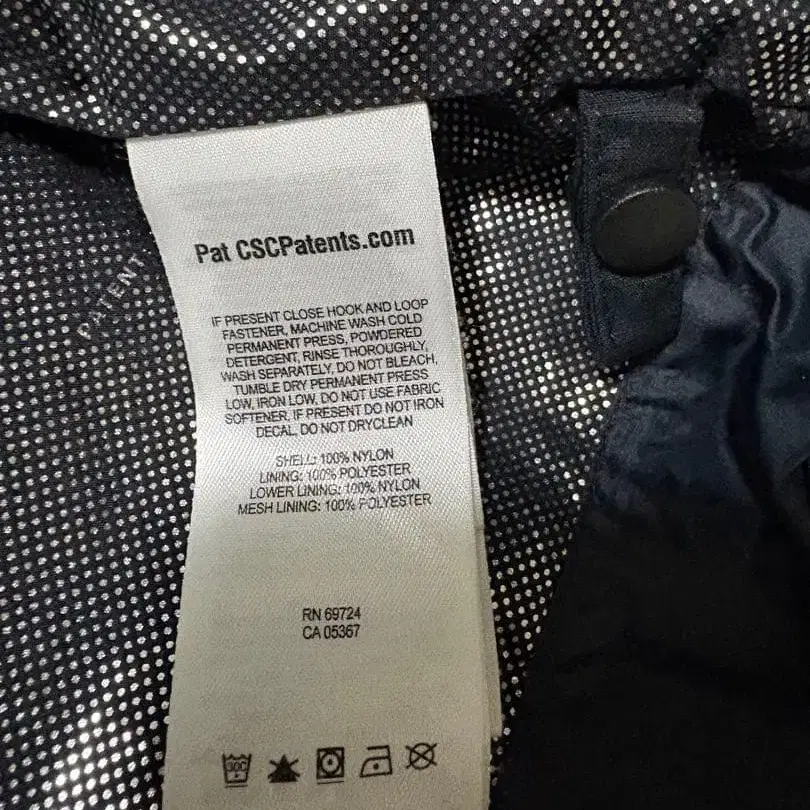 Pat CSCPatents.com
PATENT
IF PRESENT CLOSE HOOK AND LOOP
FASTENER, MACHINE WASH COLD
PERMANENT PRESS, POWDERED
DETERGENT, RINSE THOROUGHLY,
WASH SEPARATELY, DO NOT BLEACH,
TUMBLE DRY PERMANENT PRESS
LOW, IRON LOW, DO NOT USE FABRIC
SOFTENER, IF PRESENT DO NOT IRON
DECAL, DO NOT DRYCLEAN
SHELL: 100% NYLON
LINING: 100% POLYESTER
LOWER LINING: 100% NYLON
MESH LINING: 100% POLYESTER
RN 69724
CA 05367
30C